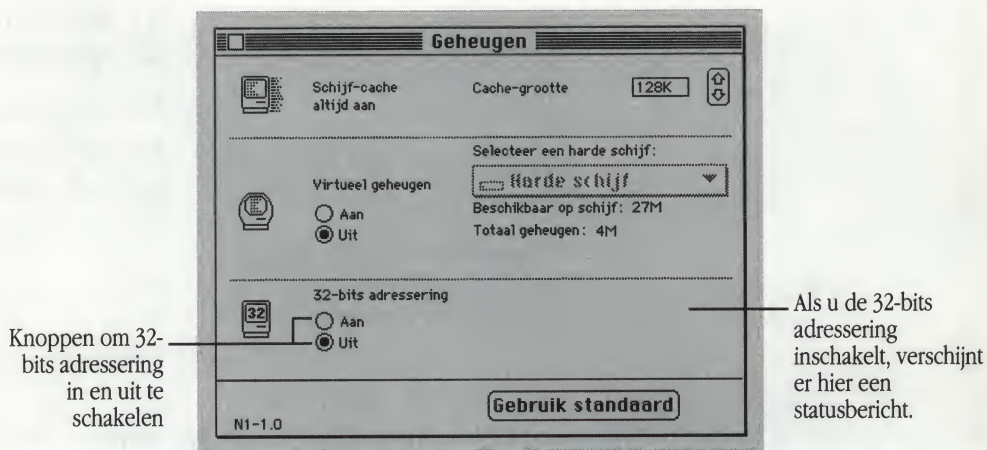 Geheugen
Schijf-cache
altijd aan
Cache-grootte
128K
Selecteer een harde schijf:
Harde schijf
Virtueel geheugen
Aan
Uit
Beschikbaar op schijf: 27M
Totaal geheugen: 4M
32
32-bits adressering
Aan
Uit
Knoppen om 32-
bits adressering
in en uit te
schakelen
Als u de 32-bits
adressering
inschakelt, verschijnt
er hier een
statusbericht.
Gebruik standaard
N1-1.0